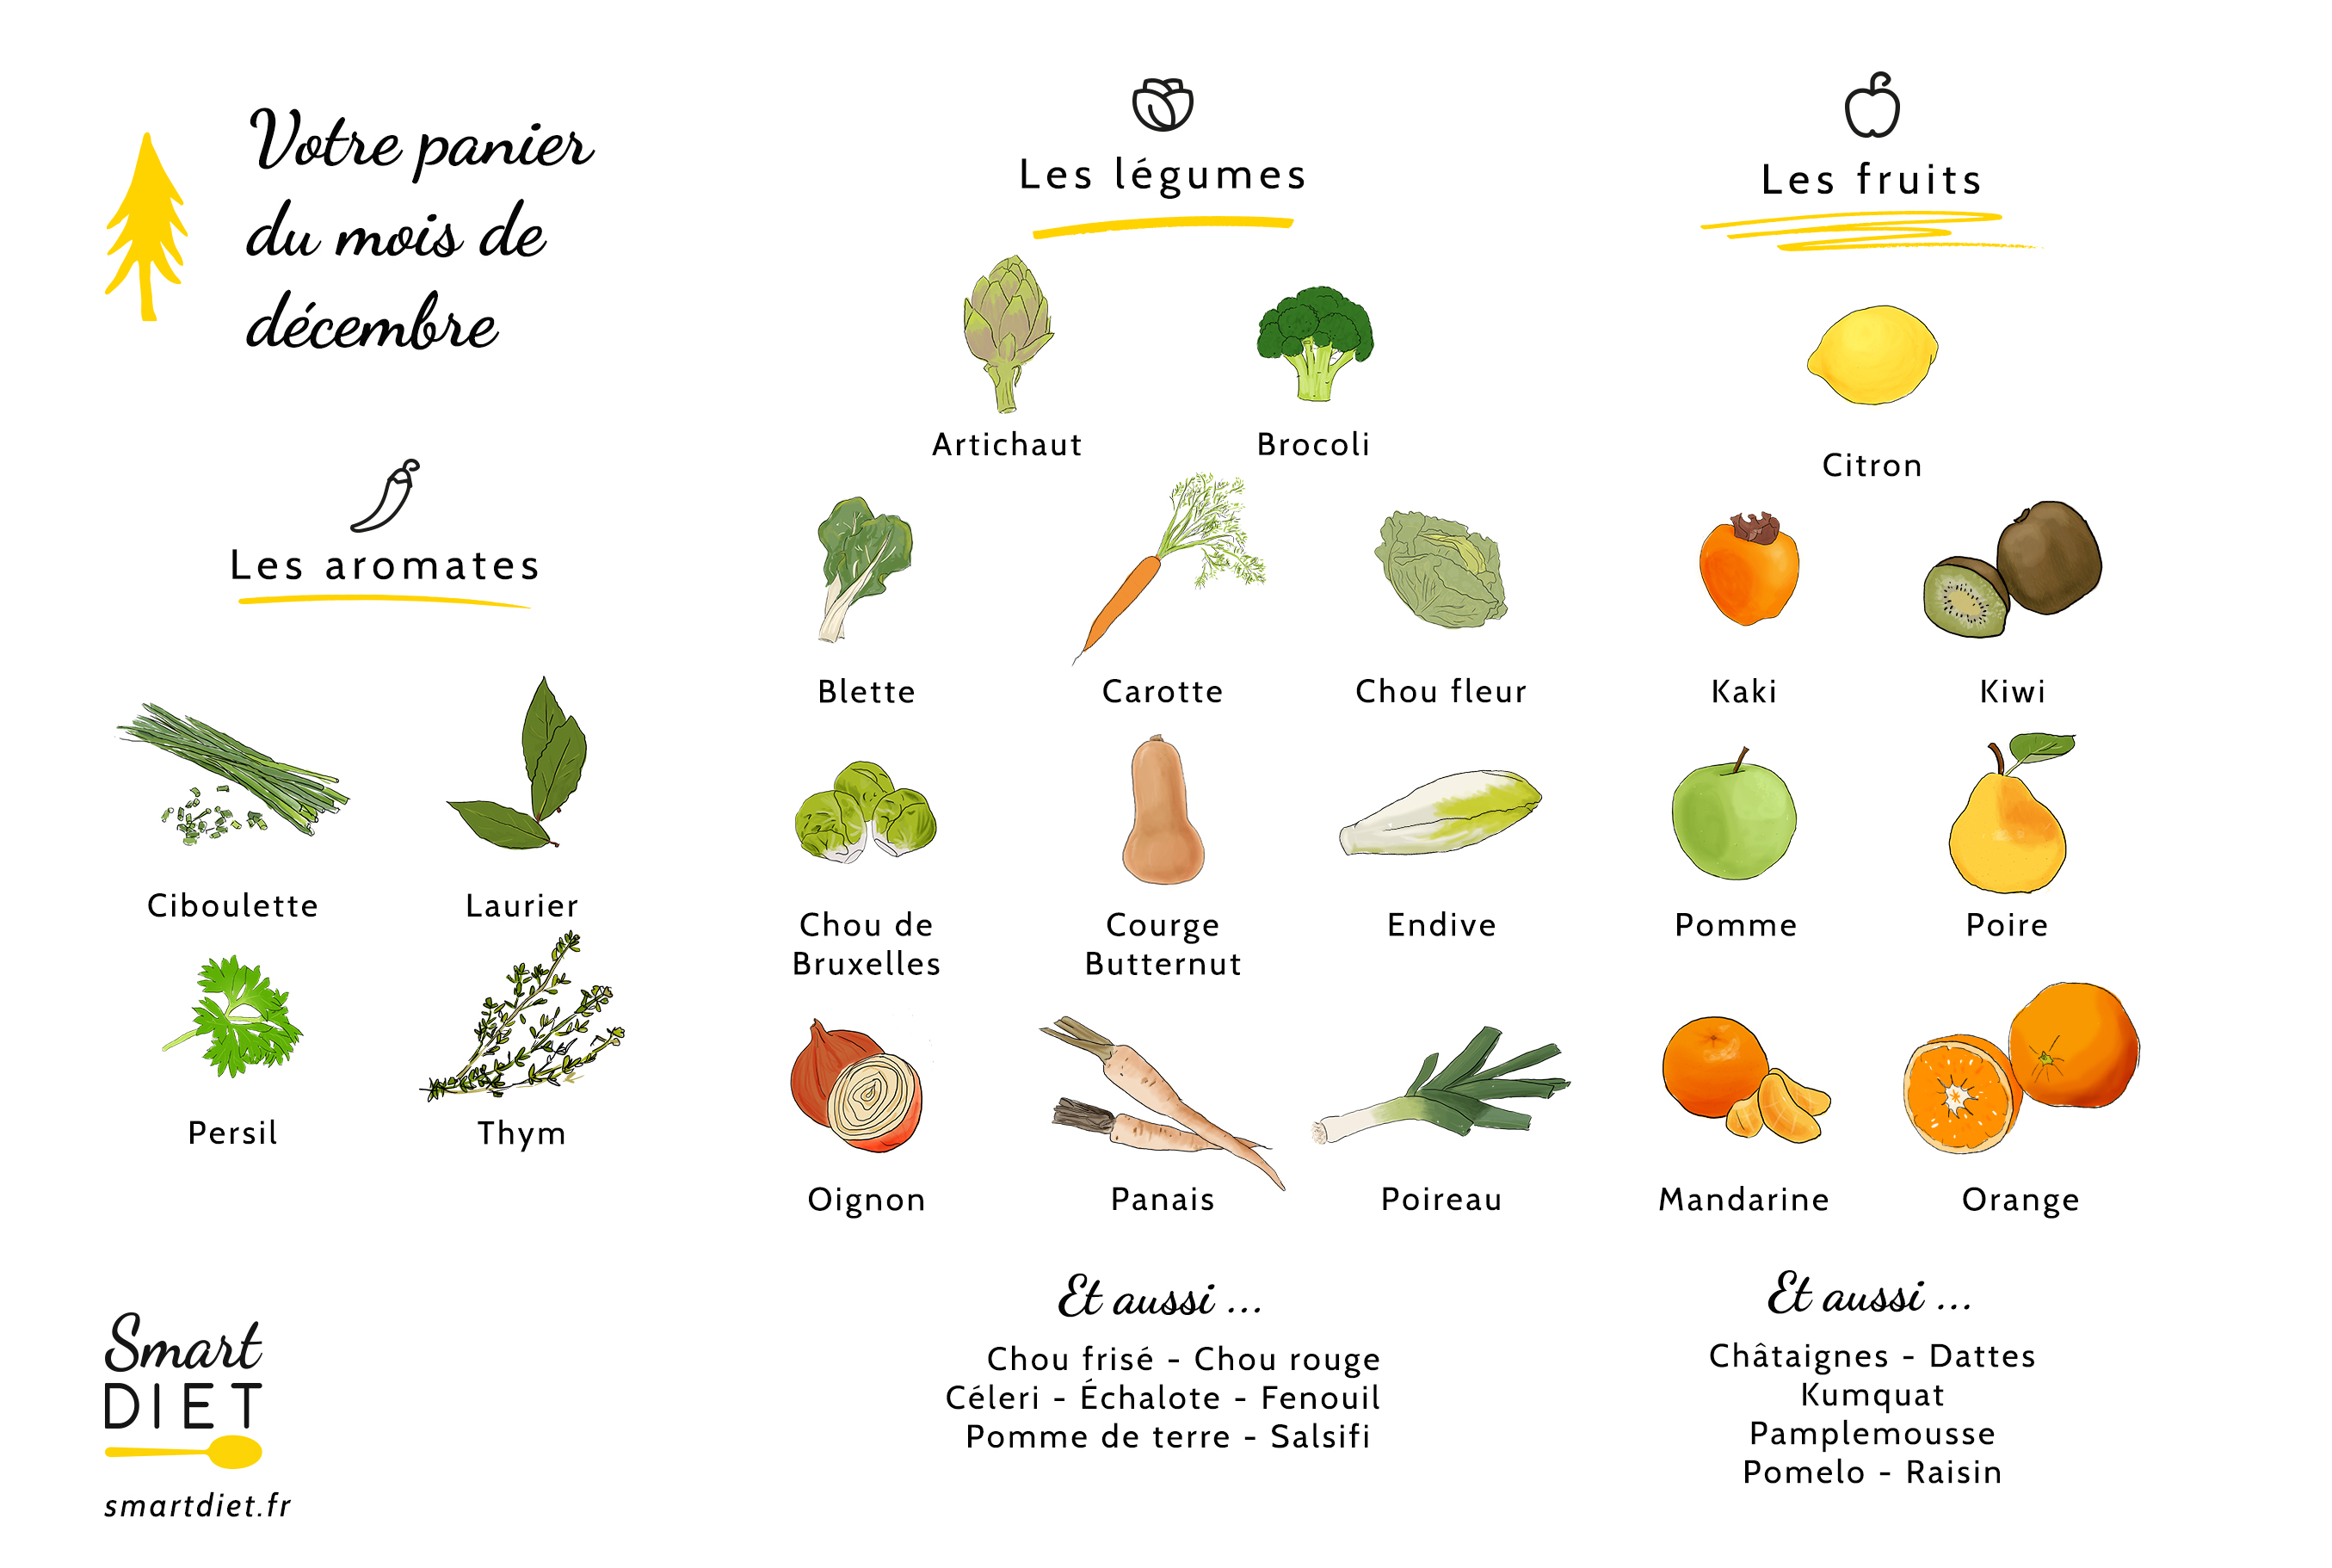 Votre panier
du mois de
décembre
Les aromates
Ciboulette
Laurier
Persil
Thym
Les légumes
Artichaut
Brocoli
Blette
Carotte
Chou fleur
Chou de
Bruxelles
Courge
Butternut
Endive
Oignon
Panais
Poireau
Et aussi ...
Chou frisé - Chou rouge
Céleri - Échalote - Fenouil
Pomme de terre - Salsifi
Les fruits
Citron
Kaki
Kiwi
Pomme
Poire
Mandarine
Orange
Et aussi ...
Châtaignes - Dattes
Kumquat
Pamplemousse
Pomelo - Raisin
Smart
DIET
smartdiet.fr